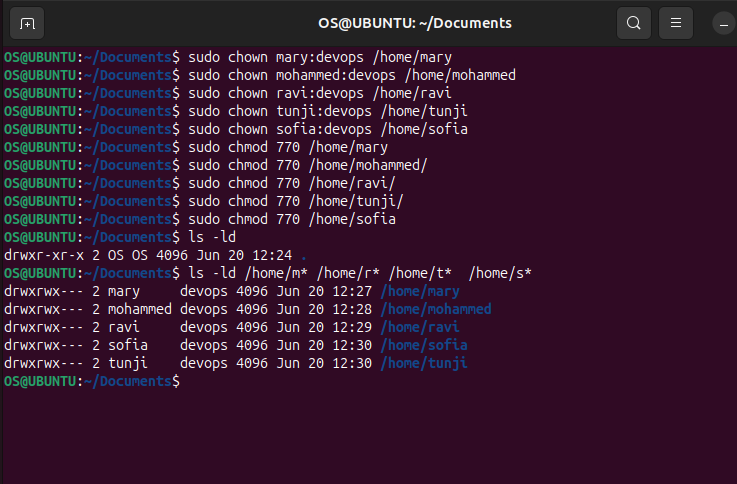 OS@UBUNTU: ~/Documents
OS@UBUNTU:~/Documents$ sudo chown mary:devops /home/mary
OS@UBUNTU:~/Documents$ sudo chown mohammed:devops /home/mohammed
OS@UBUNTU:~/Documents$ sudo chown ravi:devops /home/ravi
OS@UBUNTU:~/Documents$ sudo chown tunji:devops /home/tunji
OS@UBUNTU:~/Documents$ sudo chown sofia:devops /home/sofia
OS@UBUNTU:~/Documents$ sudo chmod 770 /home/mary
OS@UBUNTU:~/Documents$ sudo chmod 770 /home/mohammed/
OS@UBUNTU:~/Documents$ sudo chmod 770 /home/ravi/
OS@UBUNTU:~/Documents$ sudo chmod 770 /home/tunji/
OS@UBUNTU:~/Documents$ sudo chmod 770 /home/sofia
OS@UBUNTU:~/Documents$ ls -ld
drwxr-xr-x 2 OS OS 4096 Jun 20 12:24 .
OS@UBUNTU:~/Documents$ ls -ld /home/m* /home/r* /home/t*  /home/s*
drwxrwx--- 2 mary     devops 4096 Jun 20 12:27 /home/mary
drwxrwx--- 2 mohammed devops 4096 Jun 20 12:28 /home/mohammed
drwxrwx--- 2 ravi     devops 4096 Jun 20 12:29 /home/ravi
drwxrwx--- 2 sofia    devops 4096 Jun 20 12:30 /home/sofia
drwxrwx--- 2 tunji    devops 4096 Jun 20 12:30 /home/tunji
OS@UBUNTU:~/Documents$